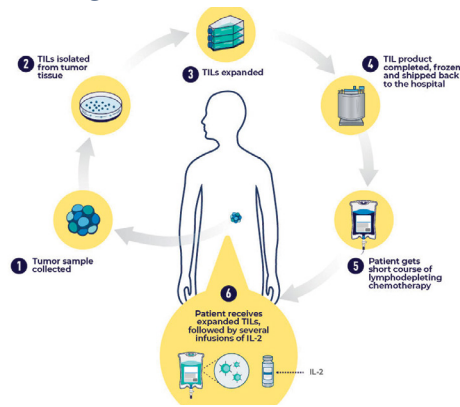 1 Tumor sample
collected
2 TILs isolated
from tumor
tissue
3 TILs expanded
4 TIL product
completed, frozen
and shipped back
to the hospital
5 Patient gets
short course of
lymphodepleting
chemotherapy
6
Patient receives
expanded TILs,
followed by several
infusions of IL-2
IL-2